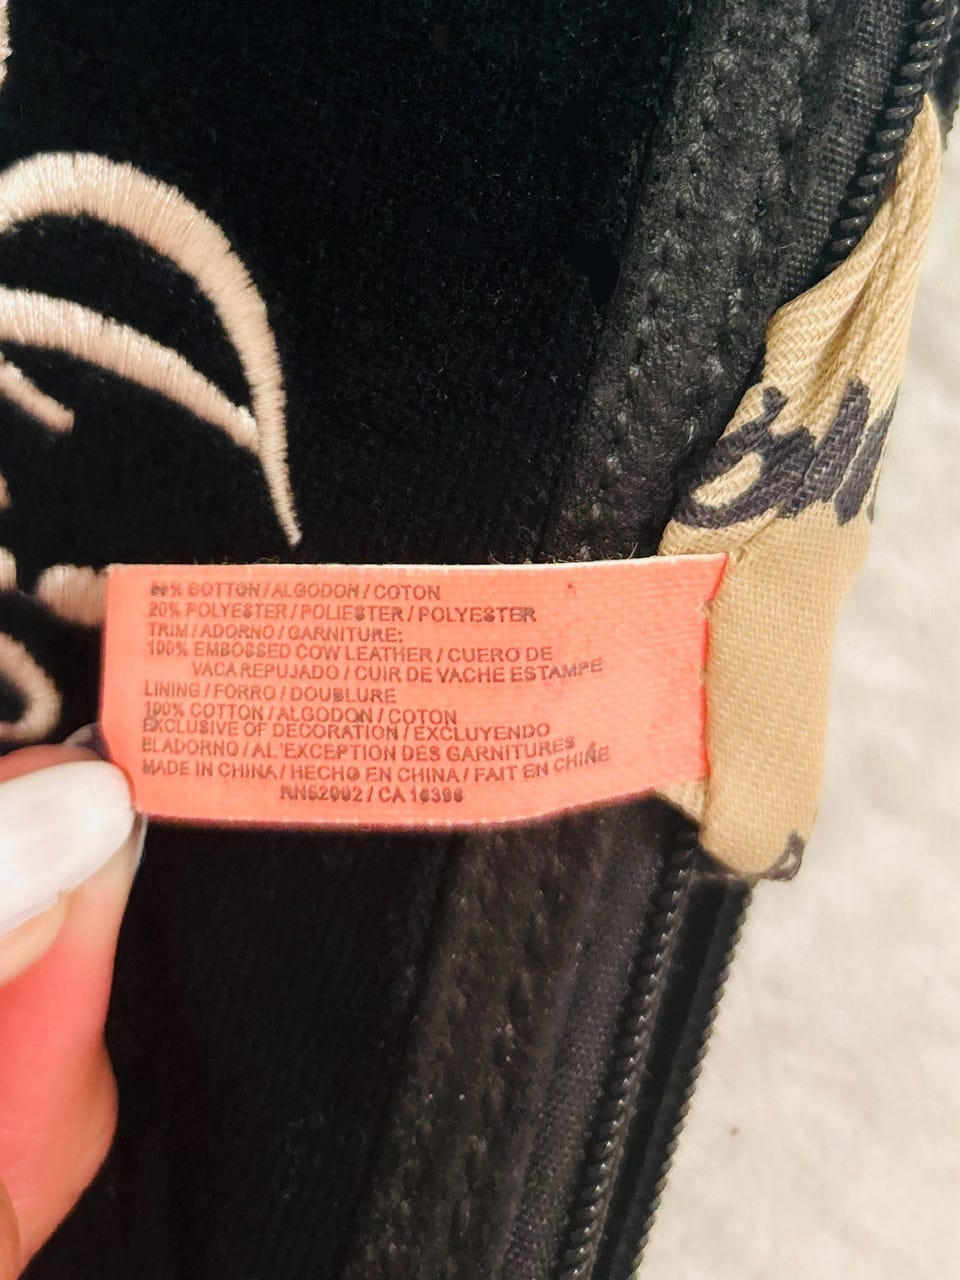 80% COTTON / ALGODON / COTON
20% POLYESTER / POLIESTER / POLYESTER
TRIM / ADORNO / GARNITURE:
100% EMBOSSED COW LEATHER / CUERO DE
VACA REPUJADO / CUIR DE VACHE ESTAMPE
LINING / FORRO / DOUBLURE
100% COTTON / ALGODON / COTON
EXCLUSIVE OF DECORATION / EXCLUYENDO
ELADORNO / AL'EXCEPTION DES GARNITURES
MADE IN CHINA / HECHO EN CHINA / FAIT EN CHINE
RN52002 / CA 16396